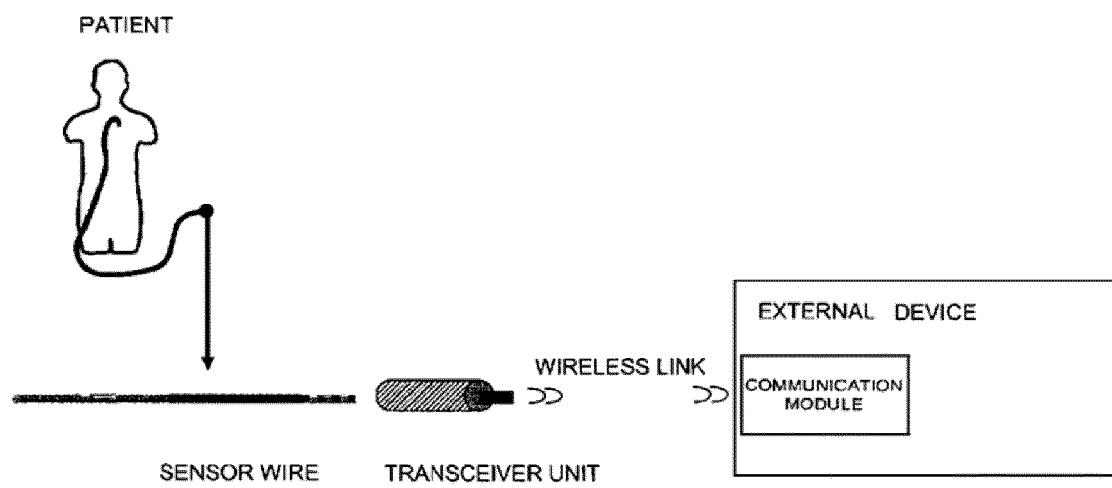 PATIENT
EXTERNAL DEVICE
WIRELESS LINK
COMMUNICATION
MODULE
SENSOR WIRE
TRANSCEIVER UNIT